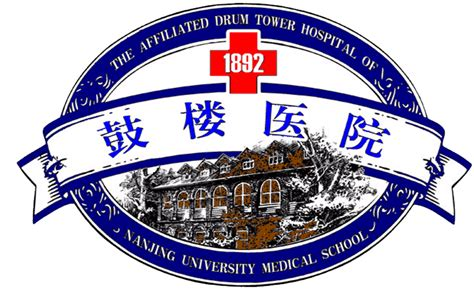 THE AFFILIATED DRUM TOWER HOSPITAL OF
1892
鼓楼医院
NANJING UNIVERSITY MEDICAL SCHOOL